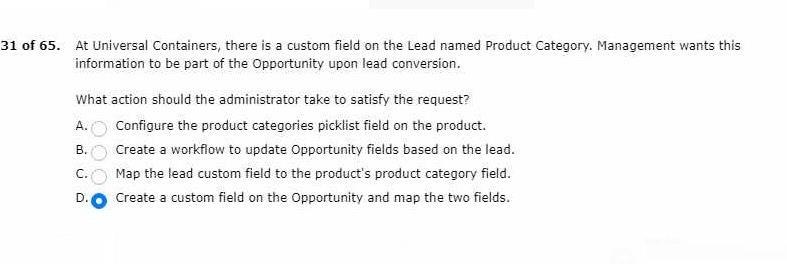 31 of 65. At Universal Containers, there is a custom field on the Lead named Product Category. Management wants this
information to be part of the Opportunity upon lead conversion.
What action should the administrator take to satisfy the request?
A. Configure the product categories picklist field on the product.
B. Create a workflow to update Opportunity fields based on the lead.
C. Map the lead custom field to the product's product category field.
D. Create a custom field on the Opportunity and map the two fields.